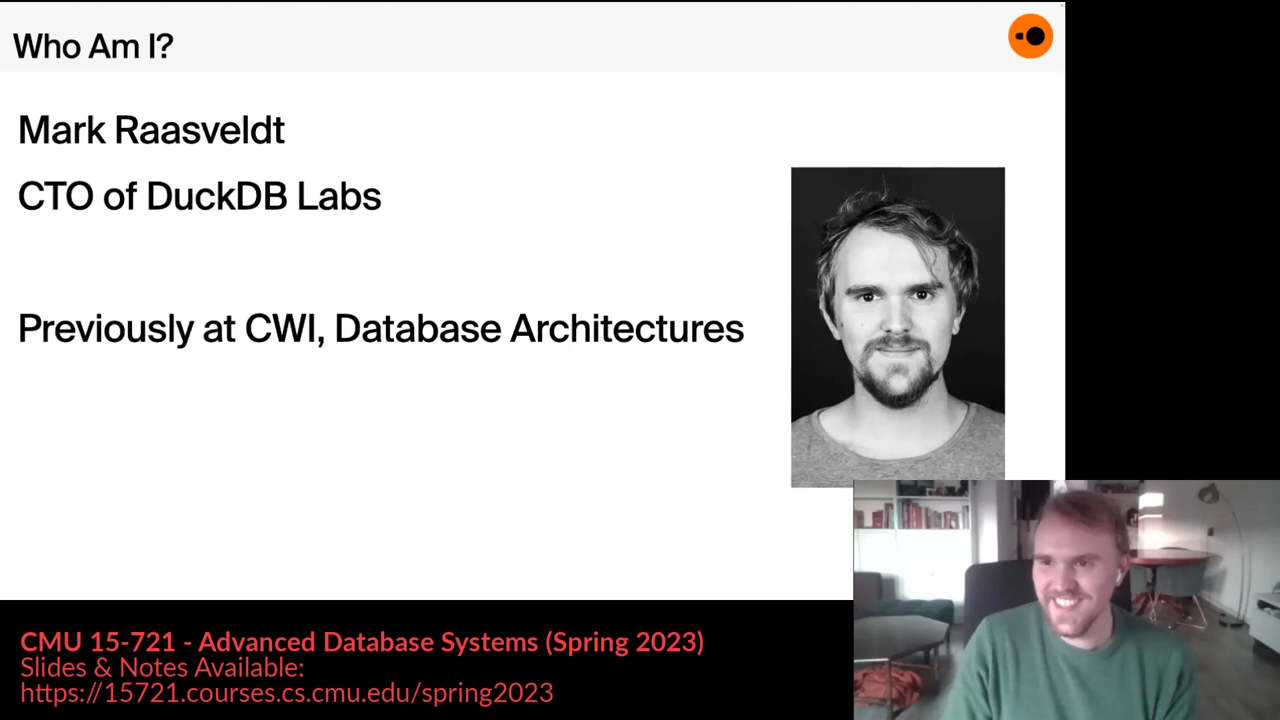 Who Am I?
Mark Raasveldt
CTO of DuckDB Labs
Previously at CWI, Database Architectures
CMU 15-721 - Advanced Database Systems (Spring 2023)
Slides & Notes Available:
https://15721.courses.cs.cmu.edu/spring2023